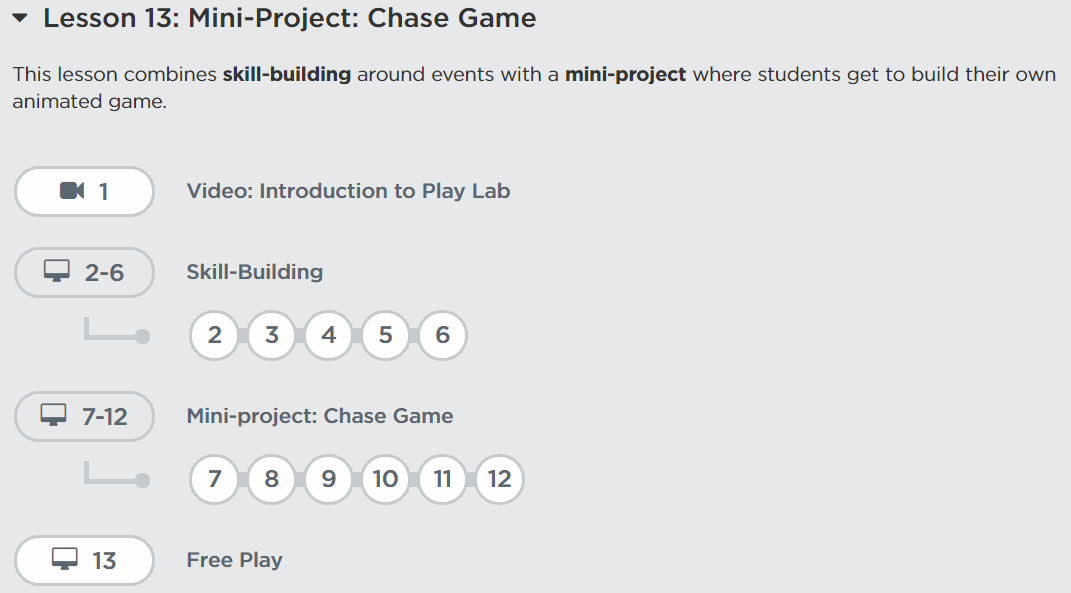 Lesson 13: Mini-Project: Chase Game
This lesson combines skill-building around events with a mini-project where students get to build their own
animated game.
1 Video: Introduction to Play Lab
2-6 Skill-Building
2 3 4 5 6
7-12 Mini-project: Chase Game
7 8 9 10 11 12
13 Free Play